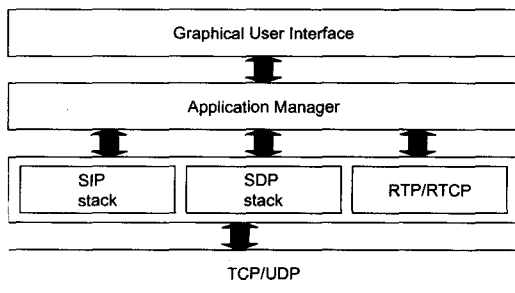 Graphical User Interface
Application Manager
SIP
stack
SDP
stack
RTP/RTCP
TCP/UDP